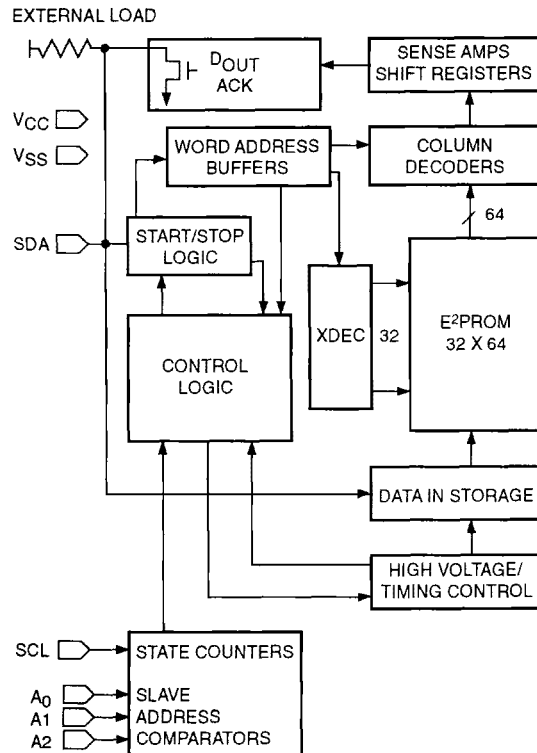 EXTERNAL LOAD
DOUT
ACK
SENSE AMPS
SHIFT REGISTERS
VCC
VSS
WORD ADDRESS
BUFFERS
COLUMN
DECODERS
64
SDA
START/STOP
LOGIC
XDEC
32
E²PROM
32 X 64
CONTROL
LOGIC
DATA IN STORAGE
HIGH VOLTAGE/
TIMING CONTROL
SCL
STATE COUNTERS
A0
SLAVE
A1
ADDRESS
A2
COMPARATORS